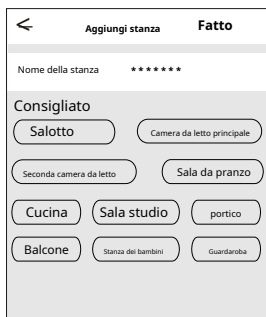 Aggiungi stanza Fatto
Nome della stanza *******
Consigliato
Salotto Camera da letto principale
Seconda camera da letto Sala da pranzo
Cucina Sala studio portico
Balcone Stanza dei bambini Guardaroba